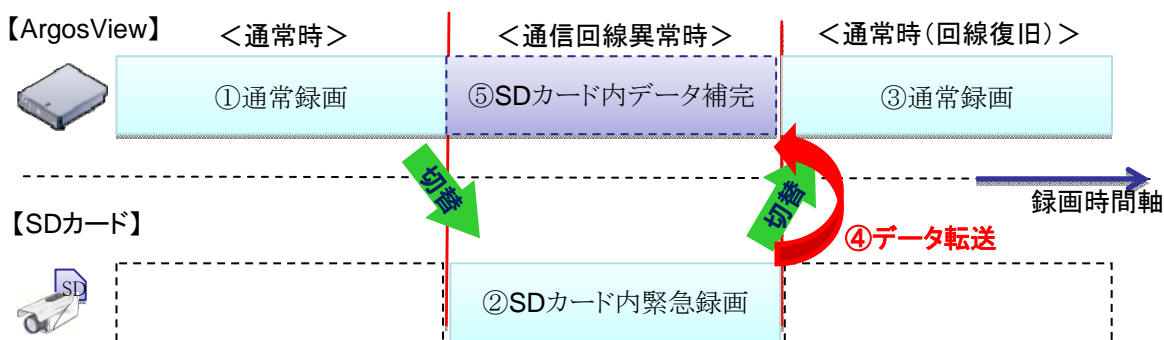 【ArgosView】
＜通常時＞
＜通信回線異常時＞
＜通常時（回線復旧）＞
①通常録画
⑤SDカード内データ補完
③通常録画
切替
切替
録画時間軸
【SDカード】
④データ転送
SD
②SDカード内緊急録画